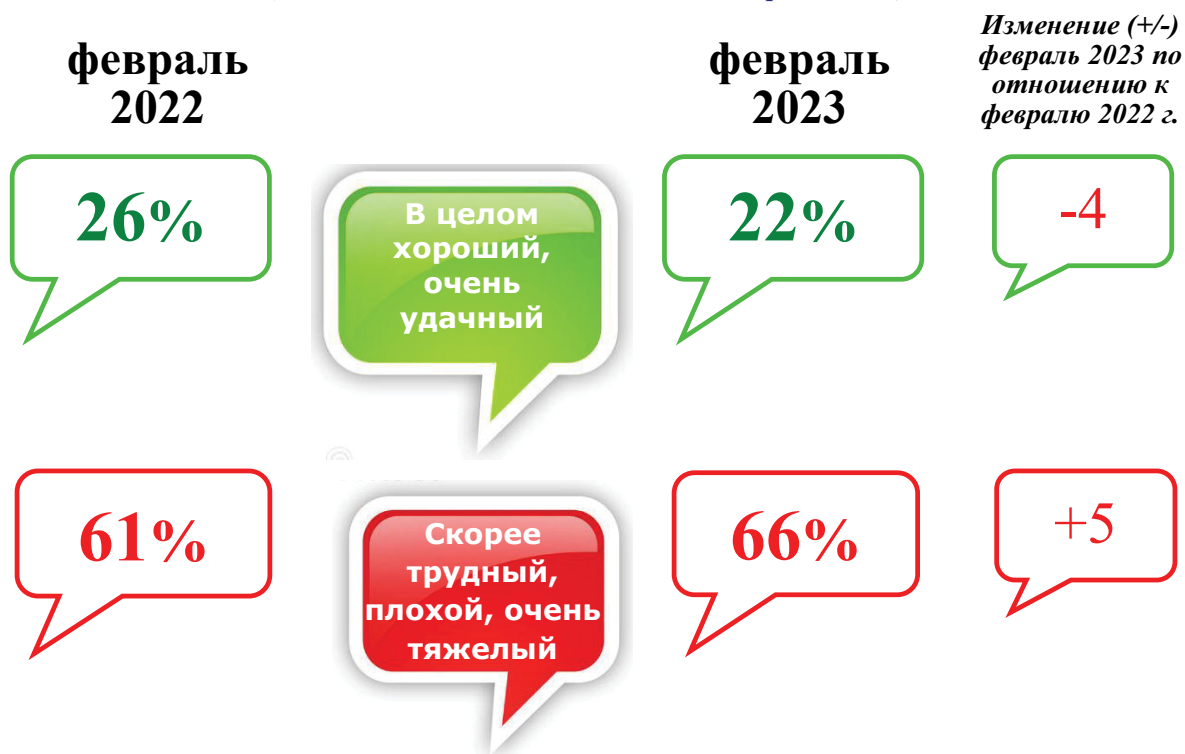 февраль
2022
февраль
2023
Изменение (+/-)
февраль 2023 по
отношению к
февралю 2022 г.
26%
В целом
хороший,
очень
удачный
22%
-4
61%
Скорее
трудный,
плохой, очень
тяжелый
66%
+5